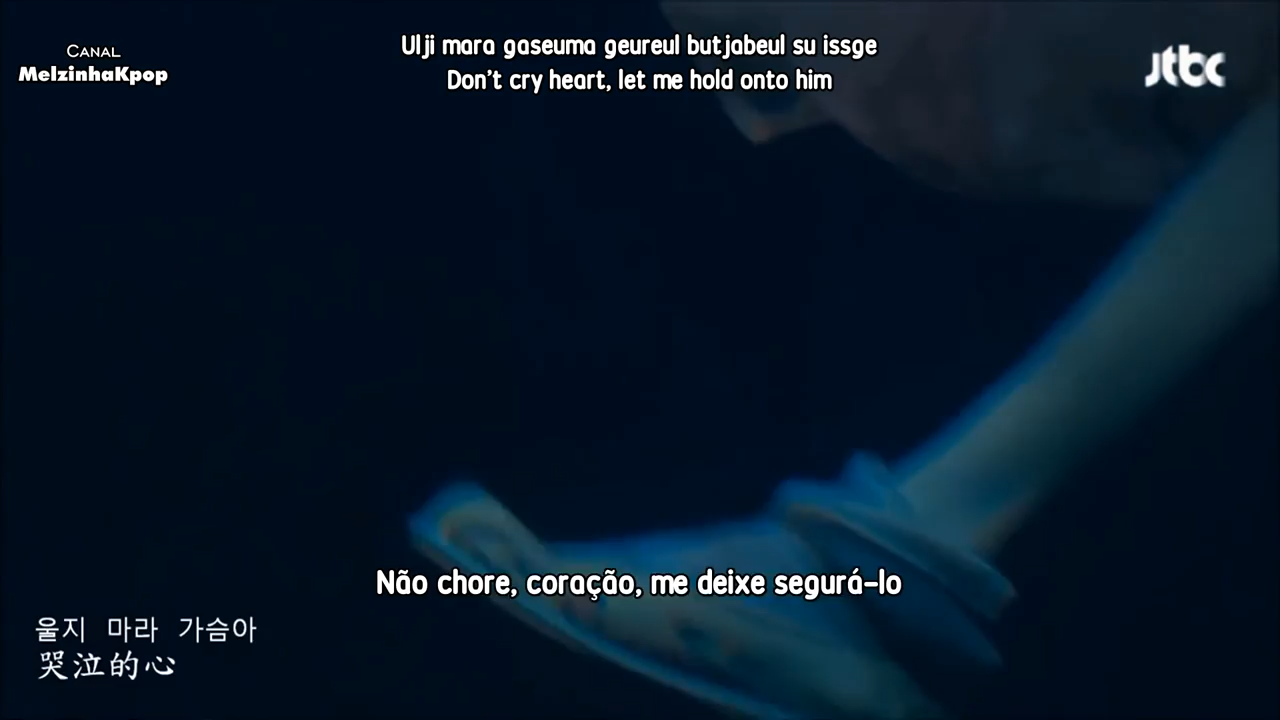 CANAL
MelzinhaKpop
Ulji mara gaseuma geureul butjabeul su issge
Don't cry heart, let me hold onto him
jtbc
Não chore, coração, me deixe segurá-lo
울지 마라 가슴아
哭泣的心